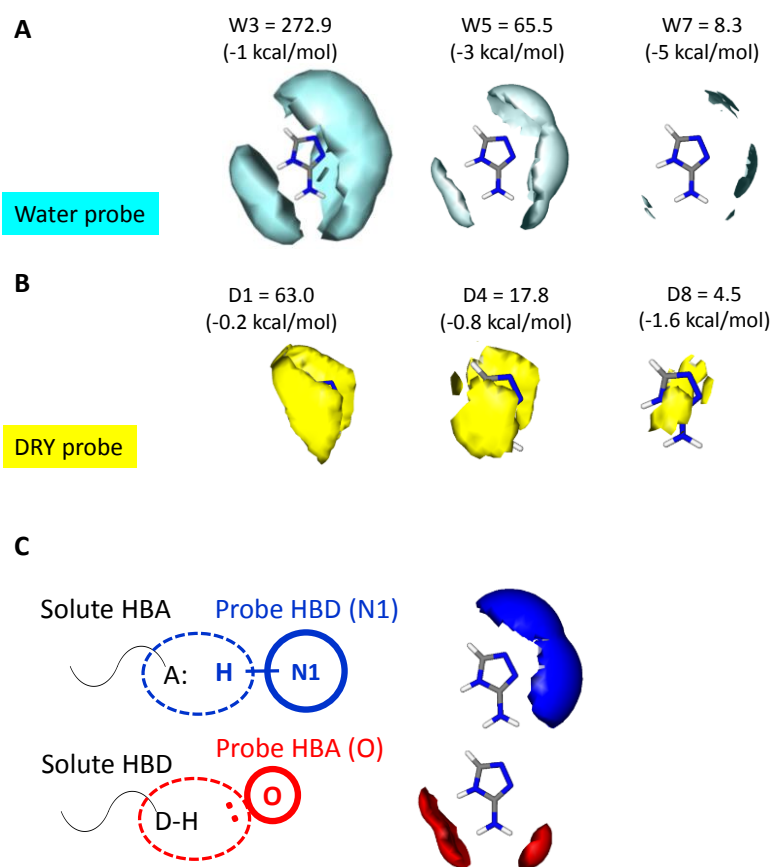 A
W3 = 272.9
(-1 kcal/mol)
W5 = 65.5
(-3 kcal/mol)
W7 = 8.3
(-5 kcal/mol)
Water probe
B
D1 = 63.0
(-0.2 kcal/mol)
D4 = 17.8
(-0.8 kcal/mol)
D8 = 4.5
(-1.6 kcal/mol)
DRY probe
C
Solute HBA
Probe HBD (N1)
A:
H
N1
Solute HBD
Probe HBA (O)
D-H
O